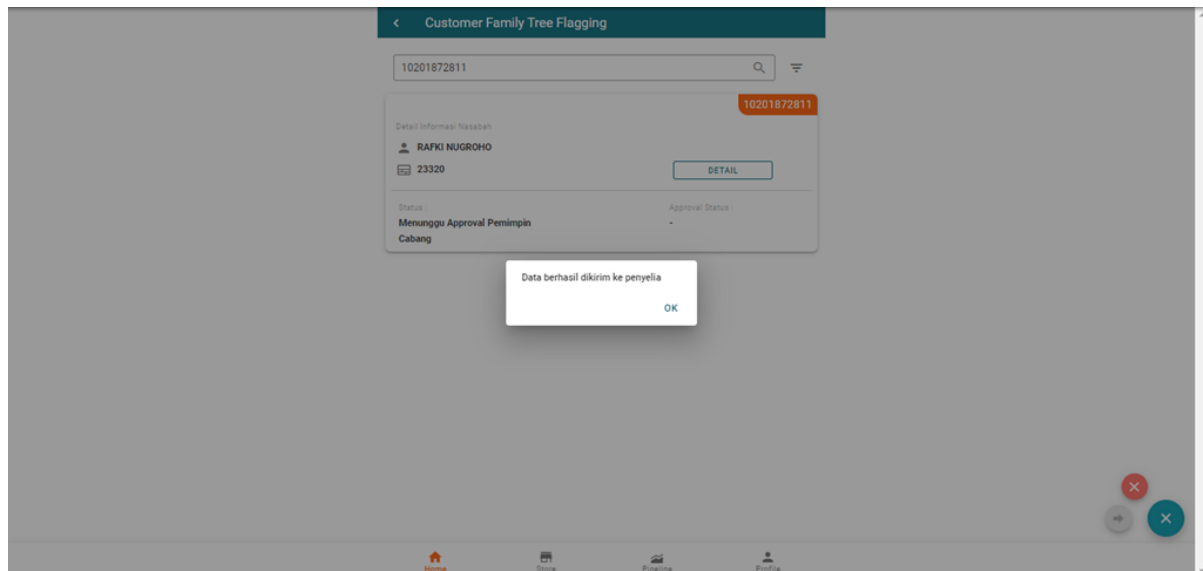 Customer Family Tree Flagging
10201872811
10201872811
Detail Informasi Nasabah
RAFKI NUGROHO
23320
DETAIL
Status :
Approval Status :
Menunggu Approval Pemimpin
-
Cabang
Data berhasil dikirim ke penyelia
OK
Home
Store
Pipeline
Profile